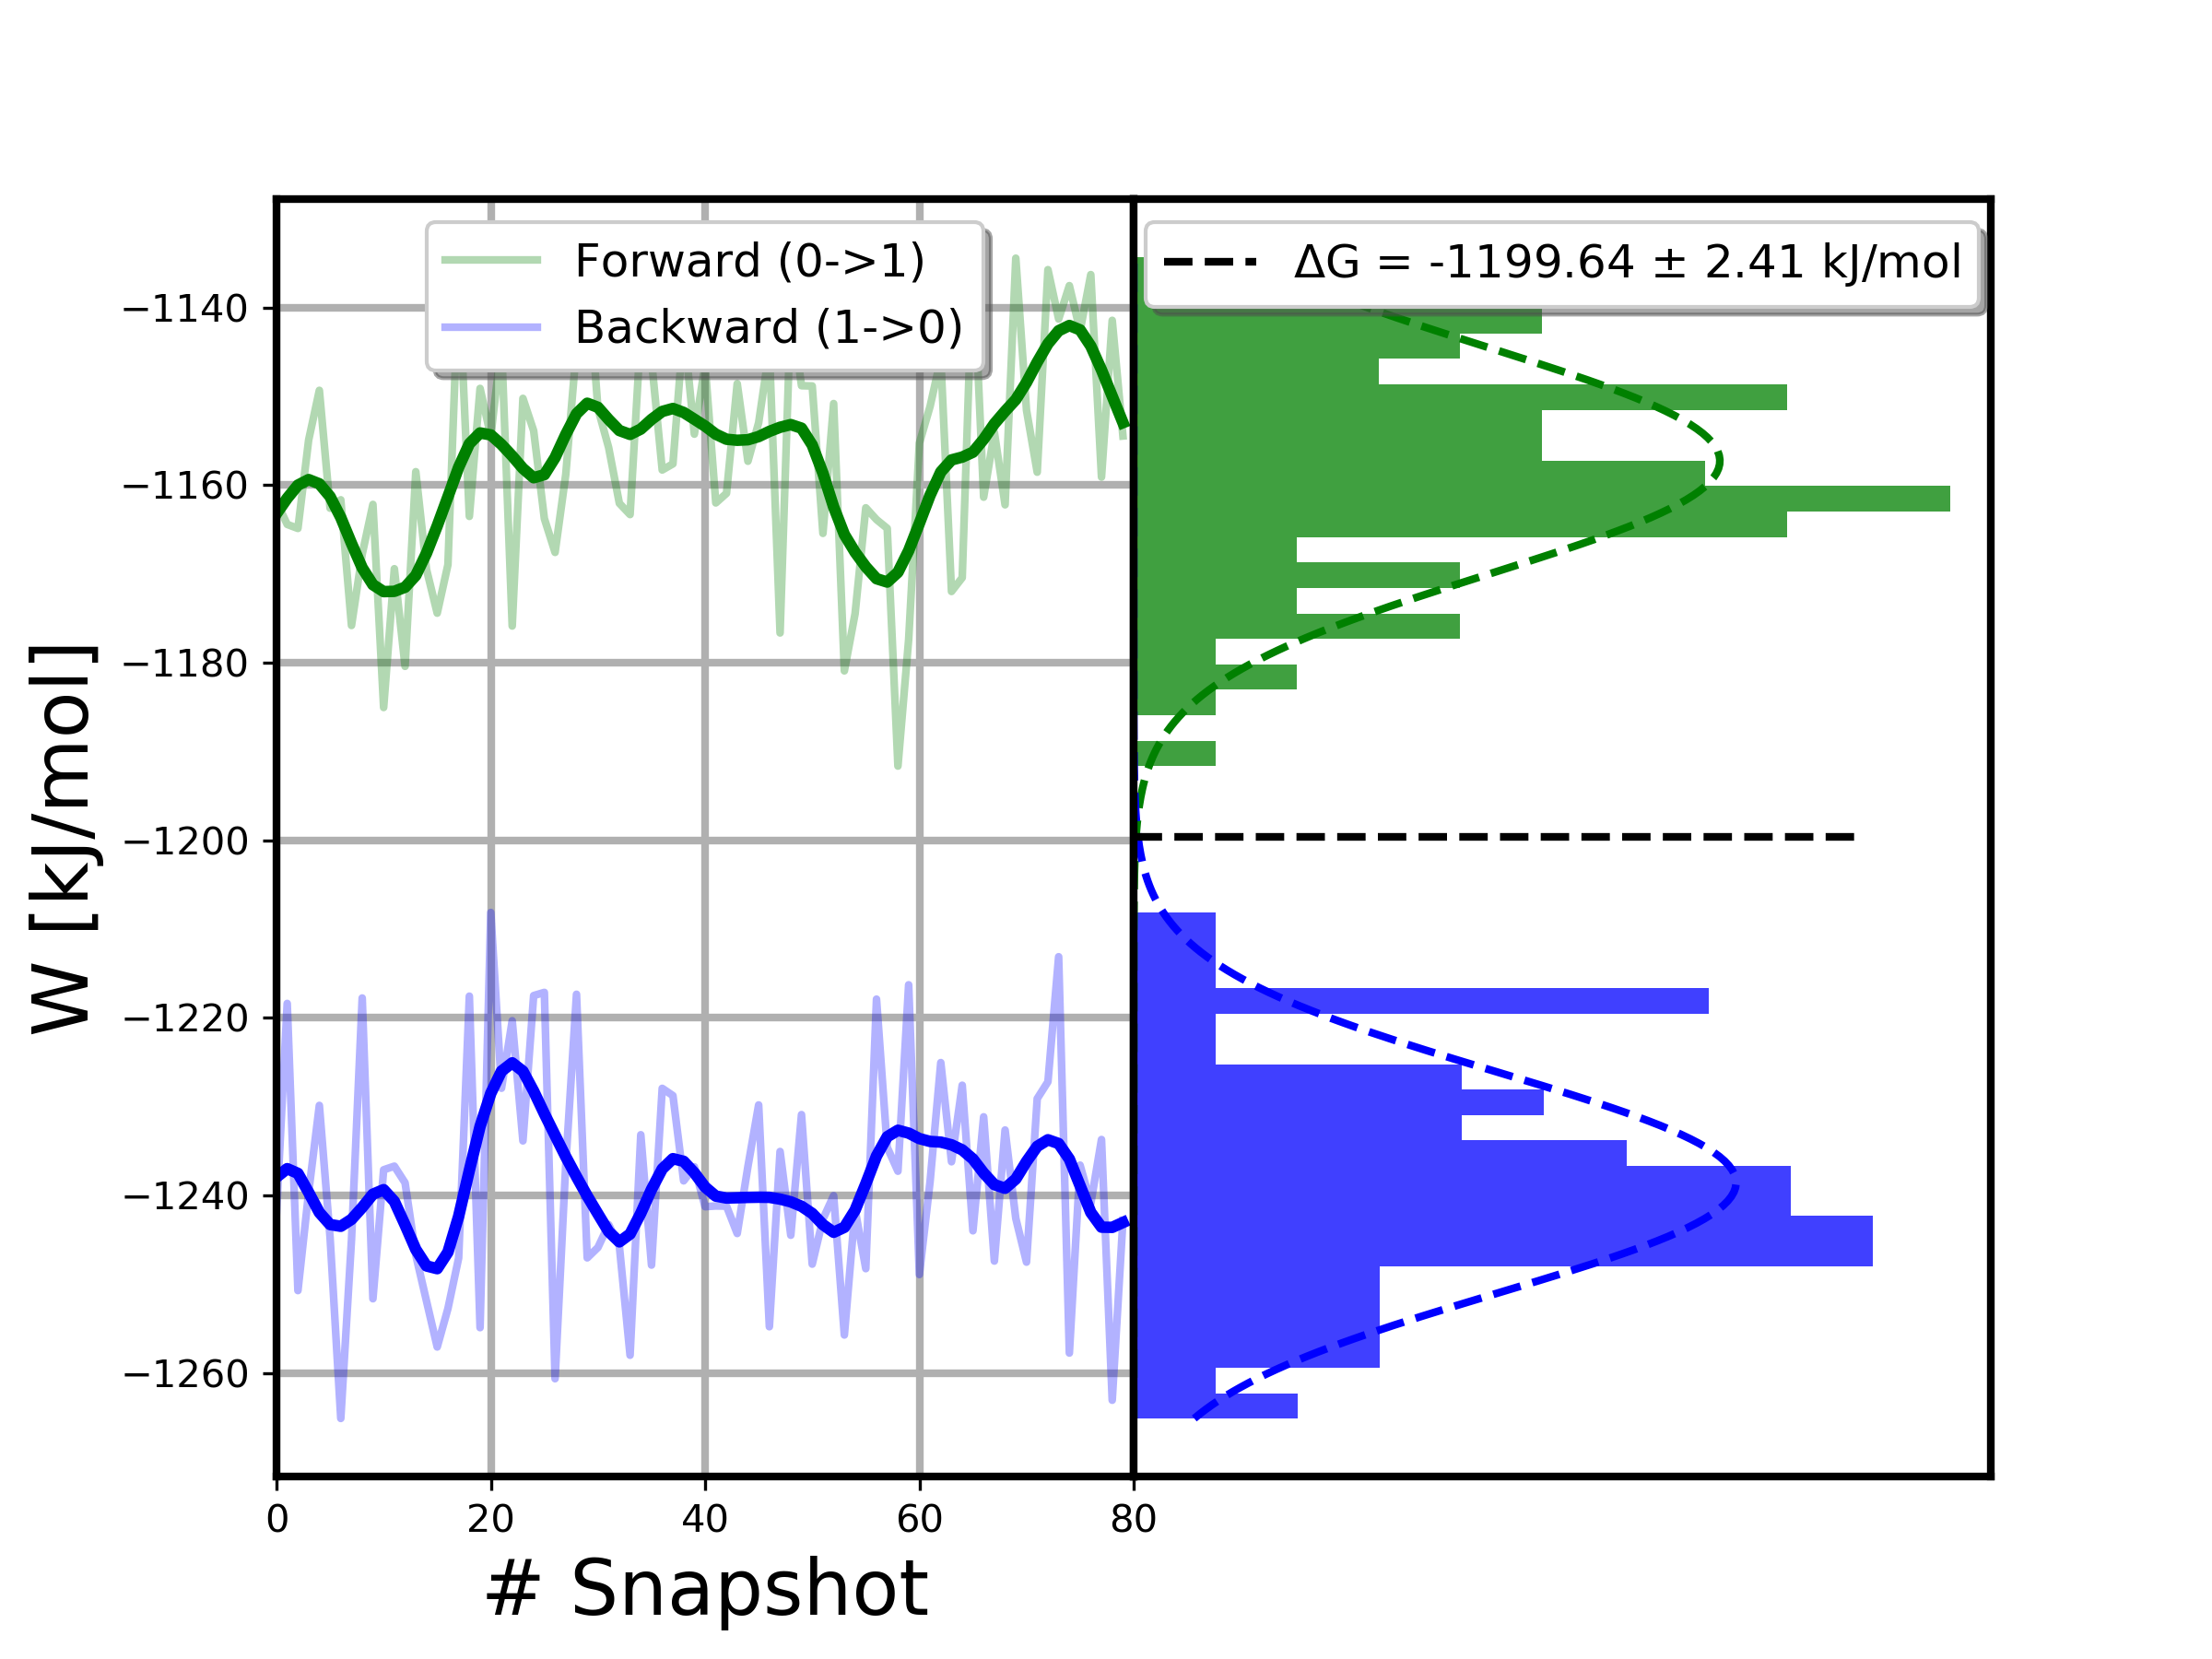 Forward (0->1)
Backward (1->0)
ΔG = -1199.64 ± 2.41 kJ/mol
W [kJ/mol]
−1140
−1160
−1180
−1200
−1220
−1240
−1260
0 20 40 60 80
# Snapshot